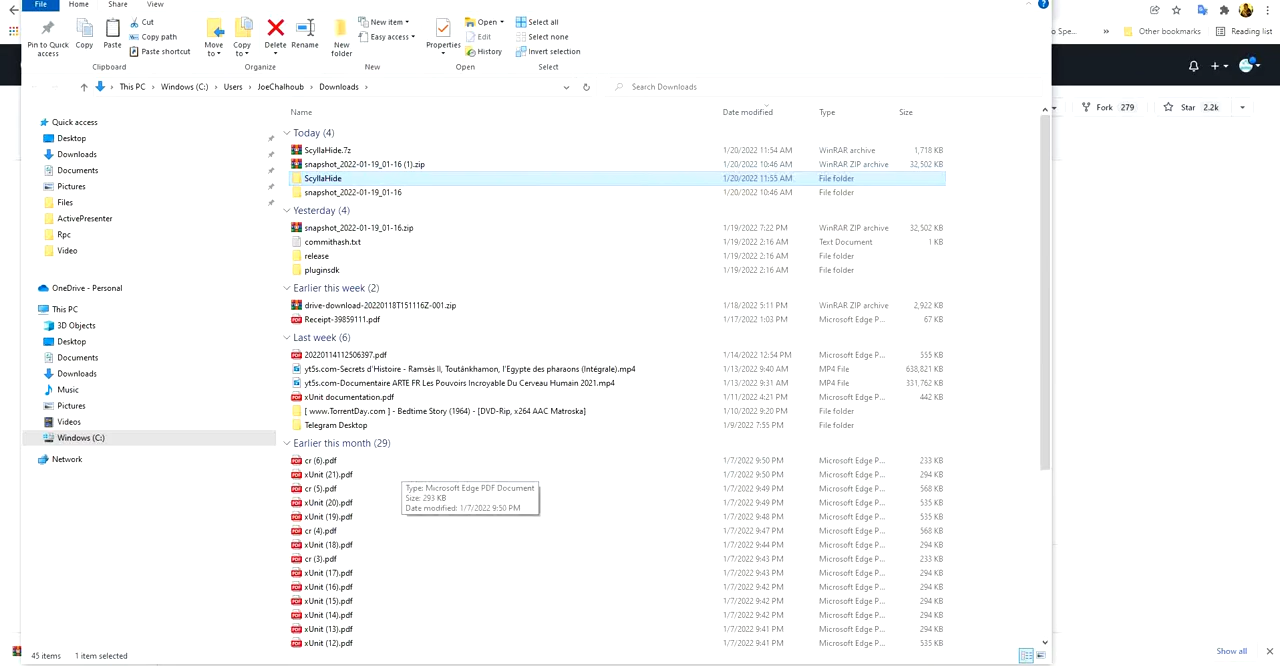 File Home Share View
Pin to Quick access
Copy
Paste
Cut
Copy path
Paste shortcut
Clipboard
Move to
Copy to
Delete
Rename
Organize
New folder
New item
Easy access
New
Properties
Open
Edit
History
Open
Select all
Select none
Invert selection
Select
This PC Windows (C:) Users JoeChalhoub Downloads
Search Downloads
Other bookmarks Reading list
Fork 279 Star 2.2k
Quick access
Desktop
Downloads
Documents
Pictures
Files
ActivePresenter
Rpc
Video
OneDrive - Personal
This PC
3D Objects
Desktop
Documents
Downloads
Music
Pictures
Videos
Windows (C:)
Network
Name Date modified Type Size
Today (4)
ScyllaHide.7z 1/20/2022 11:54 AM WinRAR archive 1,718 KB
snapshot_2022-01-19_01-16 (1).zip 1/20/2022 10:46 AM WinRAR ZIP archive 32,502 KB
ScyllaHide 1/20/2022 11:55 AM File folder
snapshot_2022-01-19_01-16 1/20/2022 10:46 AM File folder
Yesterday (4)
snapshot_2022-01-19_01-16.zip 1/19/2022 7:22 PM WinRAR ZIP archive 32,502 KB
commithash.txt 1/19/2022 2:16 AM Text Document 1 KB
release 1/19/2022 2:16 AM File folder
pluginsdk 1/19/2022 2:16 AM File folder
Earlier this week (2)
drive-download-20220118T151116Z-001.zip 1/18/2022 5:11 PM WinRAR ZIP archive 2,922 KB
Receipt-39859111.pdf 1/17/2022 1:03 PM Microsoft Edge P... 67 KB
Last week (6)
20220114112506397.pdf 1/14/2022 12:54 PM Microsoft Edge P... 555 KB
yt5s.com-Secrets d'Histoire - Ramsès II, Toutânkhamon, l'Egypte des pharaons (Intégrale).mp4 1/13/2022 9:40 AM MP4 File 638,821 KB
yt5s.com-Documentaire ARTE FR Les Pouvoirs Incroyable Du Cerveau Humain 2021.mp4 1/13/2022 9:31 AM MP4 File 331,762 KB
xUnit documentation.pdf 1/11/2022 4:21 PM Microsoft Edge P... 442 KB
[ www.TorrentDay.com ] - Bedtime Story (1964) - [DVD-Rip, x264 AAC Matroska] 1/10/2022 9:20 PM File folder
Telegram Desktop 1/9/2022 7:55 PM File folder
Earlier this month (29)
cr (6).pdf 1/7/2022 9:50 PM Microsoft Edge P... 233 KB
xUnit (21).pdf 1/7/2022 9:50 PM Microsoft Edge P... 294 KB
cr (5).pdf 1/7/2022 9:49 PM Microsoft Edge P... 568 KB
xUnit (20).pdf 1/7/2022 9:49 PM Microsoft Edge P... 535 KB
xUnit (19).pdf 1/7/2022 9:48 PM Microsoft Edge P... 535 KB
cr (4).pdf 1/7/2022 9:47 PM Microsoft Edge P... 568 KB
xUnit (18).pdf 1/7/2022 9:44 PM Microsoft Edge P... 294 KB
cr (3).pdf 1/7/2022 9:43 PM Microsoft Edge P... 233 KB
xUnit (17).pdf 1/7/2022 9:43 PM Microsoft Edge P... 294 KB
xUnit (16).pdf 1/7/2022 9:42 PM Microsoft Edge P... 294 KB
xUnit (15).pdf 1/7/2022 9:42 PM Microsoft Edge P... 294 KB
xUnit (14).pdf 1/7/2022 9:42 PM Microsoft Edge P... 294 KB
xUnit (13).pdf 1/7/2022 9:41 PM Microsoft Edge P... 294 KB
xUnit (12).pdf 1/7/2022 9:41 PM Microsoft Edge P... 535 KB
Type: Microsoft Edge PDF Document
Size: 293 KB
Date modified: 1/7/2022 9:50 PM
45 items 1 item selected
Show all